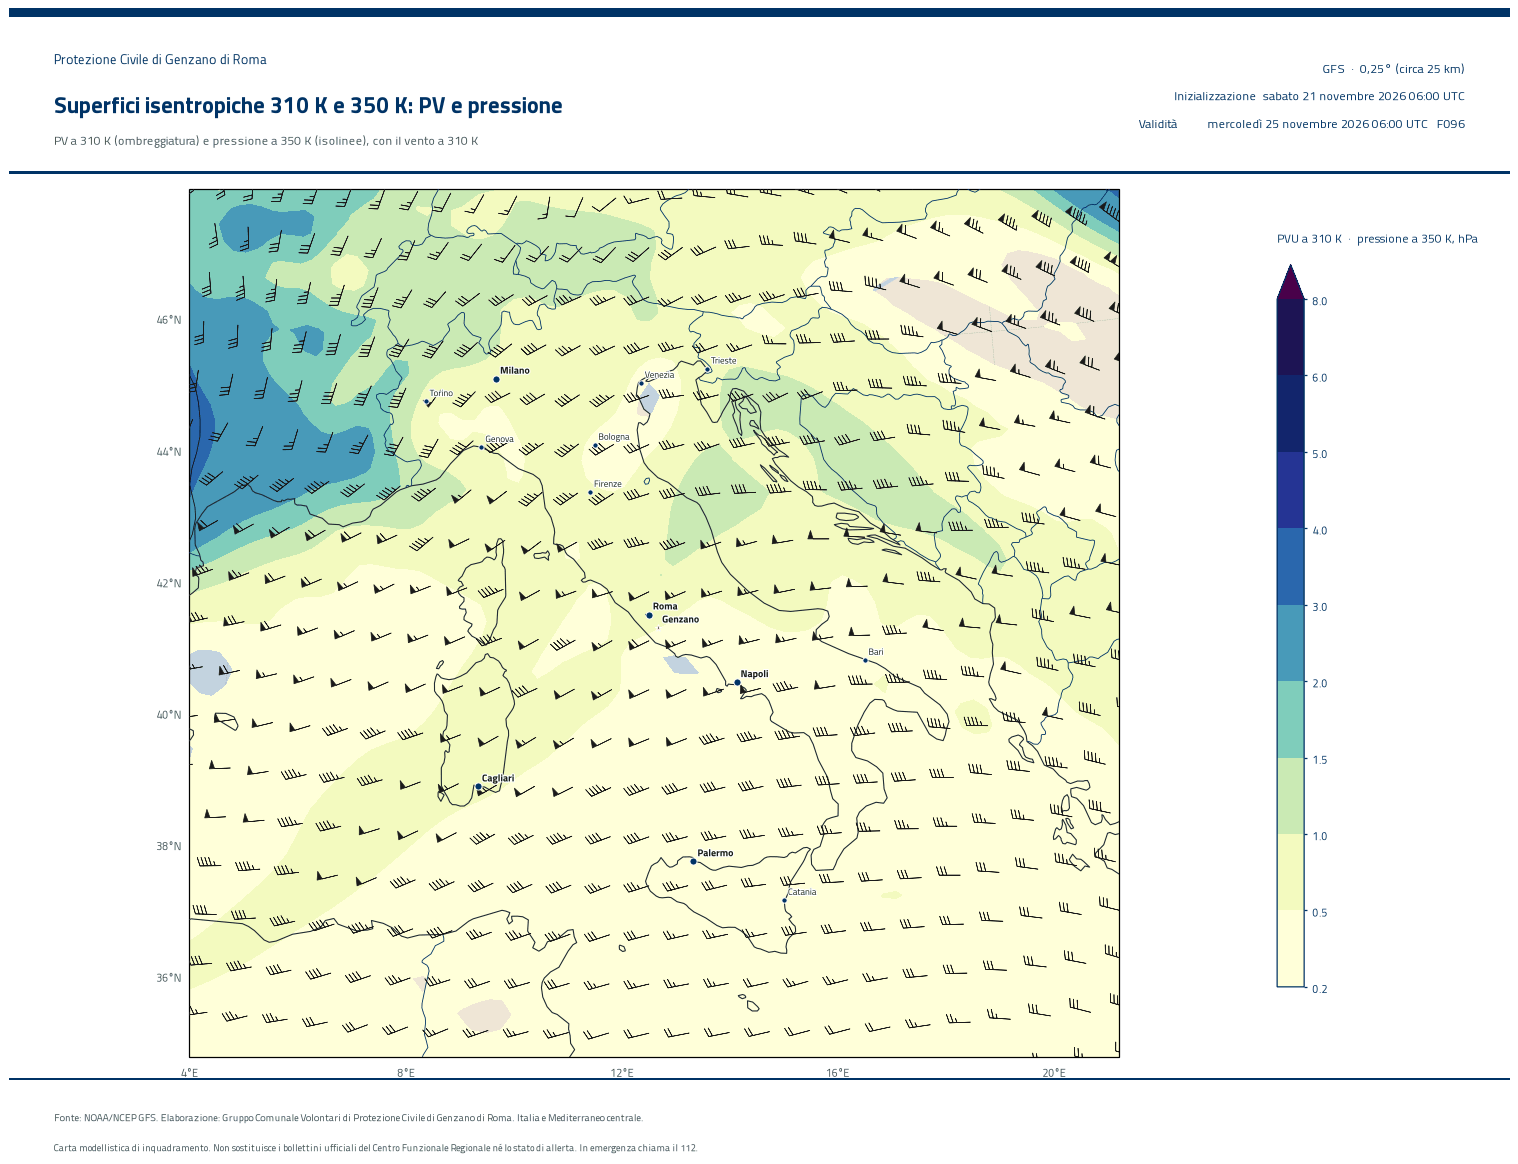 Protezione Civile di Genzano di Roma
Superfici isentropiche 310 K e 350 K: PV e pressione
PV a 310 K (ombreggiatura) e pressione a 350 K (isolinee), con il vento a 310 K
GFS · 0,25° (circa 25 km)
Inizializzazione sabato 21 novembre 2026 06:00 UTC
Validità mercoledì 25 novembre 2026 06:00 UTC F096
PVU a 310 K · pressione a 350 K, hPa
8.0
6.0
5.0
4.0
3.0
2.0
1.5
1.0
0.5
0.2
46°N
44°N
42°N
40°N
38°N
36°N
4°E
8°E
12°E
16°E
20°E
Trieste
Milano
Venezia
Torino
Genova
Bologna
Firenze
Roma
Genzano
Bari
Napoli
Cagliari
Palermo
Catania
Fonte: NOAA/NCEP GFS. Elaborazione: Gruppo Comunale Volontari di Protezione Civile di Genzano di Roma. Italia e Mediterraneo centrale.
Carta modellistica di inquadramento. Non sostituisce i bollettini ufficiali del Centro Funzionale Regionale né lo stato di allerta. In emergenza chiama il 112.